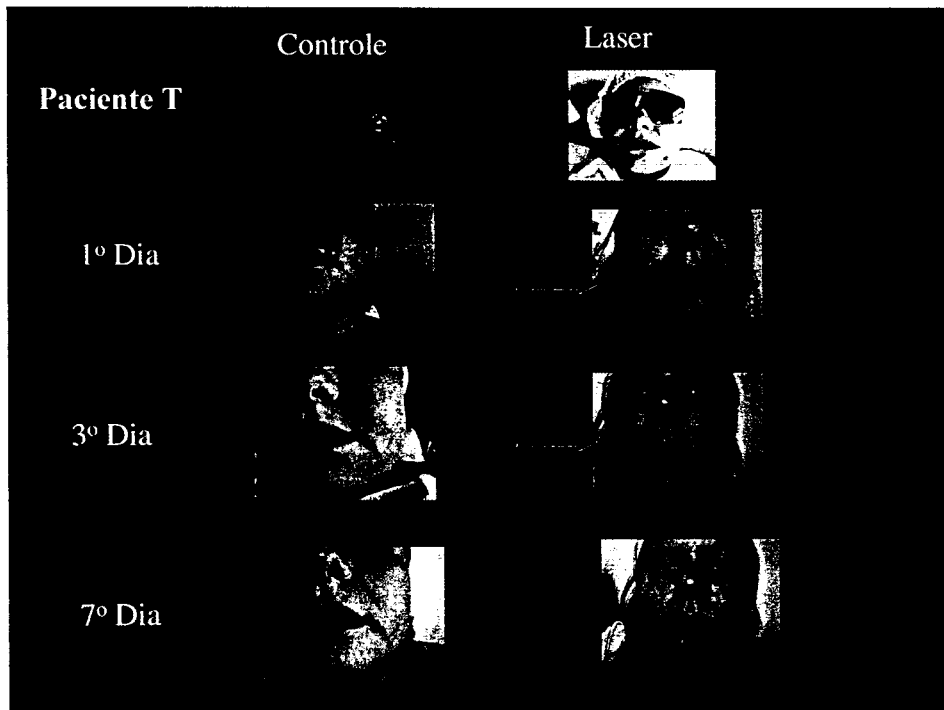 Controle Laser
Paciente T
1º Dia
3º Dia
7º Dia